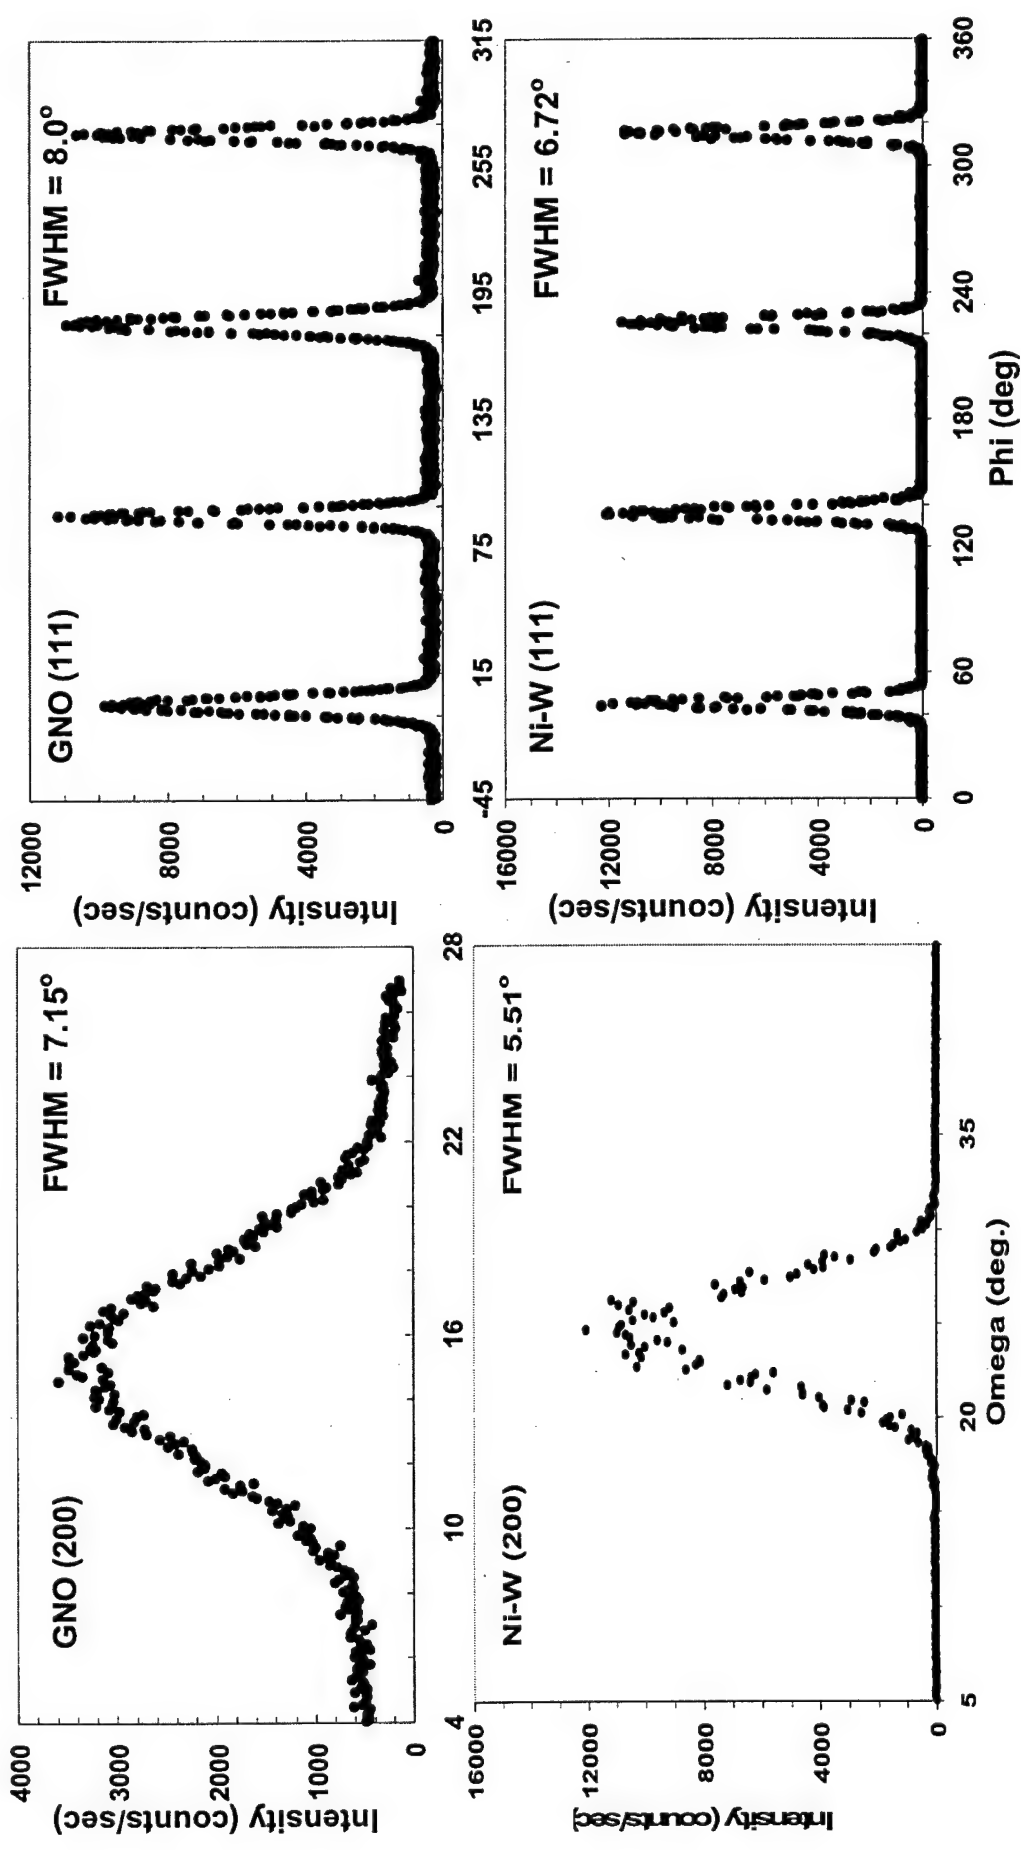 GNO (200)
FWHM = 7.15°
Intensity (counts/sec)
4000
3000
2000
1000
0
4
10
16
22
28
GNO (111)
FWHM = 8.0°
Intensity (counts/sec)
12000
8000
4000
0
-45
15
75
135
195
255
315
Ni-W (200)
FWHM = 5.51°
Intensity (counts/sec)
16000
12000
8000
4000
0
5
20
35
Omega (deg.)
Ni-W (111)
FWHM = 6.72°
Intensity (counts/sec)
16000
12000
8000
4000
0
0
60
120
180
240
300
360
Phi (deg)